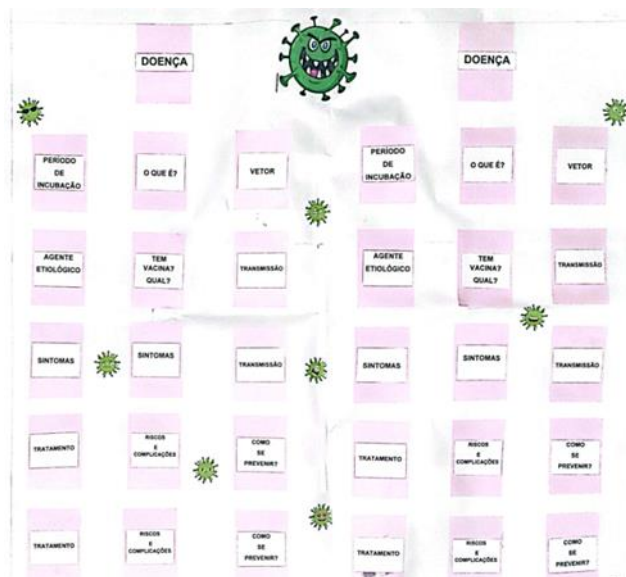 DOENÇA
DOENÇA
PERÍODO
DE
INCUBAÇÃO
O QUE É?
VETOR
PERÍODO
DE
INCUBAÇÃO
O QUE É?
VETOR
AGENTE
ETIOLÓGICO
TEM
VACINA?
QUAL?
TRANSMISSÃO
AGENTE
ETIOLÓGICO
TEM
VACINA?
QUAL?
TRANSMISSÃO
SINTOMAS
SINTOMAS
TRANSMISSÃO
SINTOMAS
SINTOMAS
TRANSMISSÃO
TRATAMENTO
RISCOS
E
COMPLICAÇÕES
COMO
SE
PREVENIR?
TRATAMENTO
RISCOS
E
COMPLICAÇÕES
COMO
SE
PREVENIR?
TRATAMENTO
RISCOS
E
COMPLICAÇÕES
COMO
SE
PREVENIR?
TRATAMENTO
RISCOS
E
COMPLICAÇÕES
COMO
SE
PREVENIR?